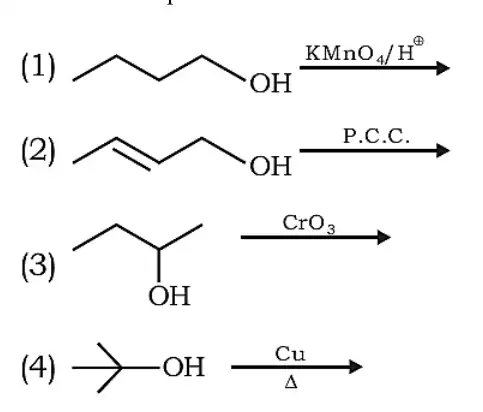 (1) OH KMnO₄/H⊕
(2) OH P.C.C.
(3) OH CrO₃
(4) OH Cu Δ